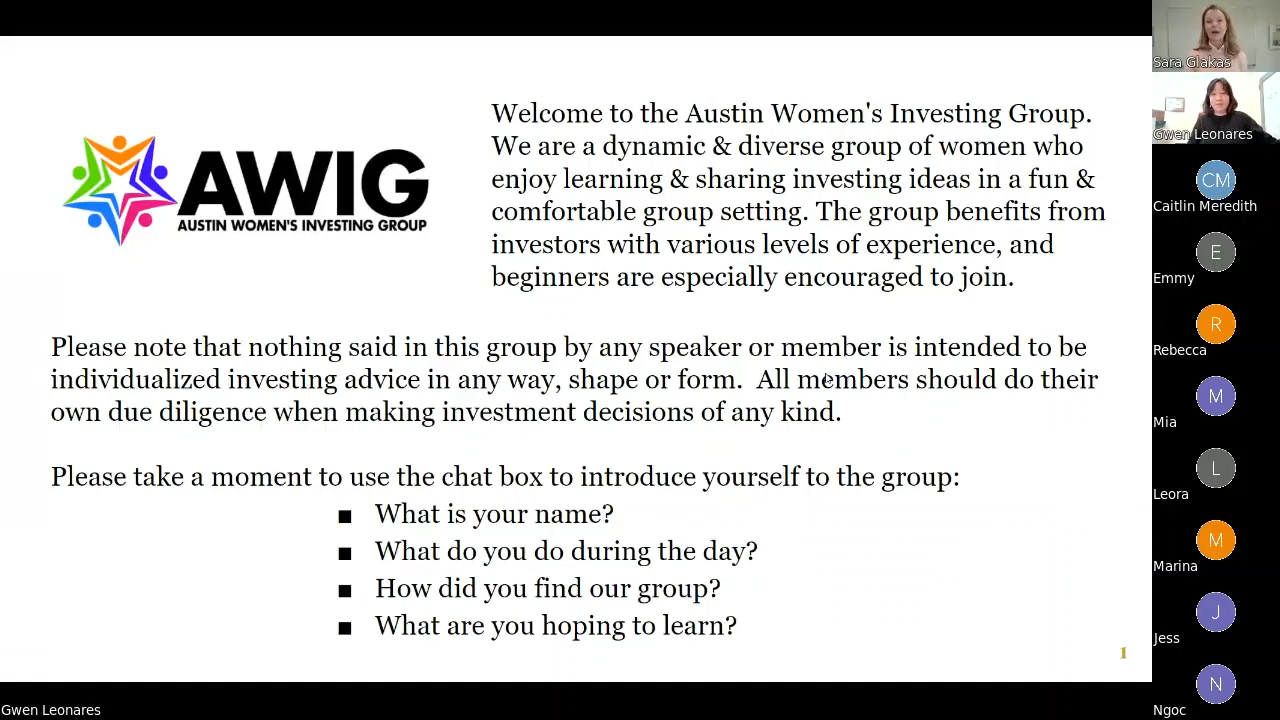 AWIG
AUSTIN WOMEN'S INVESTING GROUP
Welcome to the Austin Women's Investing Group.
We are a dynamic & diverse group of women who
enjoy learning & sharing investing ideas in a fun &
comfortable group setting. The group benefits from
investors with various levels of experience, and
beginners are especially encouraged to join.
Please note that nothing said in this group by any speaker or member is intended to be
individualized investing advice in any way, shape or form.  All members should do their
own due diligence when making investment decisions of any kind.
Please take a moment to use the chat box to introduce yourself to the group:
■ What is your name?
■ What do you do during the day?
■ How did you find our group?
■ What are you hoping to learn?
1
Gwen Leonares
Sara Glakas
Gwen Leonares
CM
Caitlin Meredith
E
Emmy
R
Rebecca
M
Mia
L
Leora
M
Marina
J
Jess
N
Ngoc